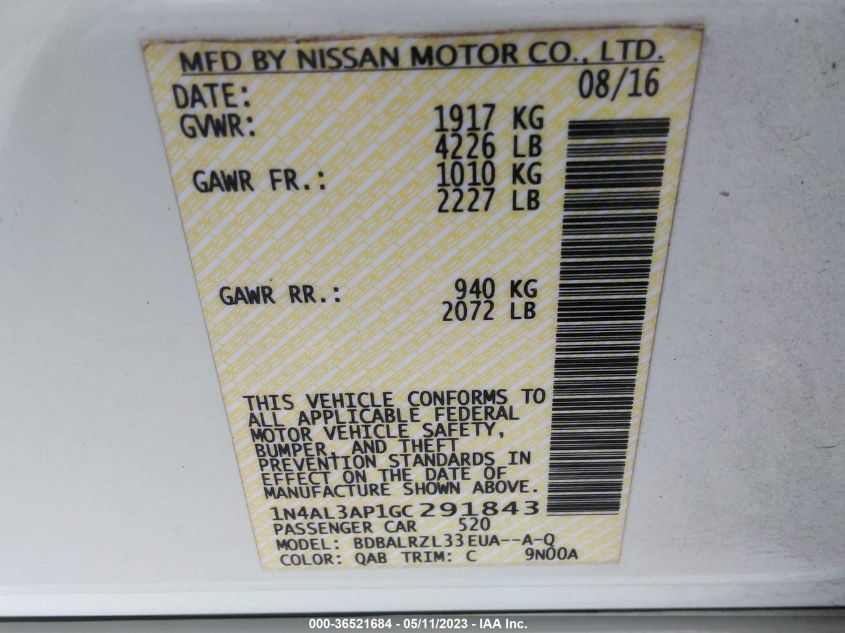 MFD BY NISSAN MOTOR CO., LTD.
DATE: 08/16
GVWR: 1917 KG
4226 LB
GAWR FR.: 1010 KG
2227 LB
GAWR RR.: 940 KG
2072 LB
THIS VEHICLE CONFORMS TO
ALL APPLICABLE FEDERAL
MOTOR VEHICLE SAFETY,
BUMPER, AND THEFT
PREVENTION STANDARDS IN
EFFECT ON THE DATE OF
MANUFACTURE SHOWN ABOVE.
1N4AL3AP1GC291843
PASSENGER CAR 520
MODEL: BDBALRZL33EUA--A-Q
COLOR: QAB TRIM: C 9N00A
000-36521684 - 05/11/2023 - IAA Inc.